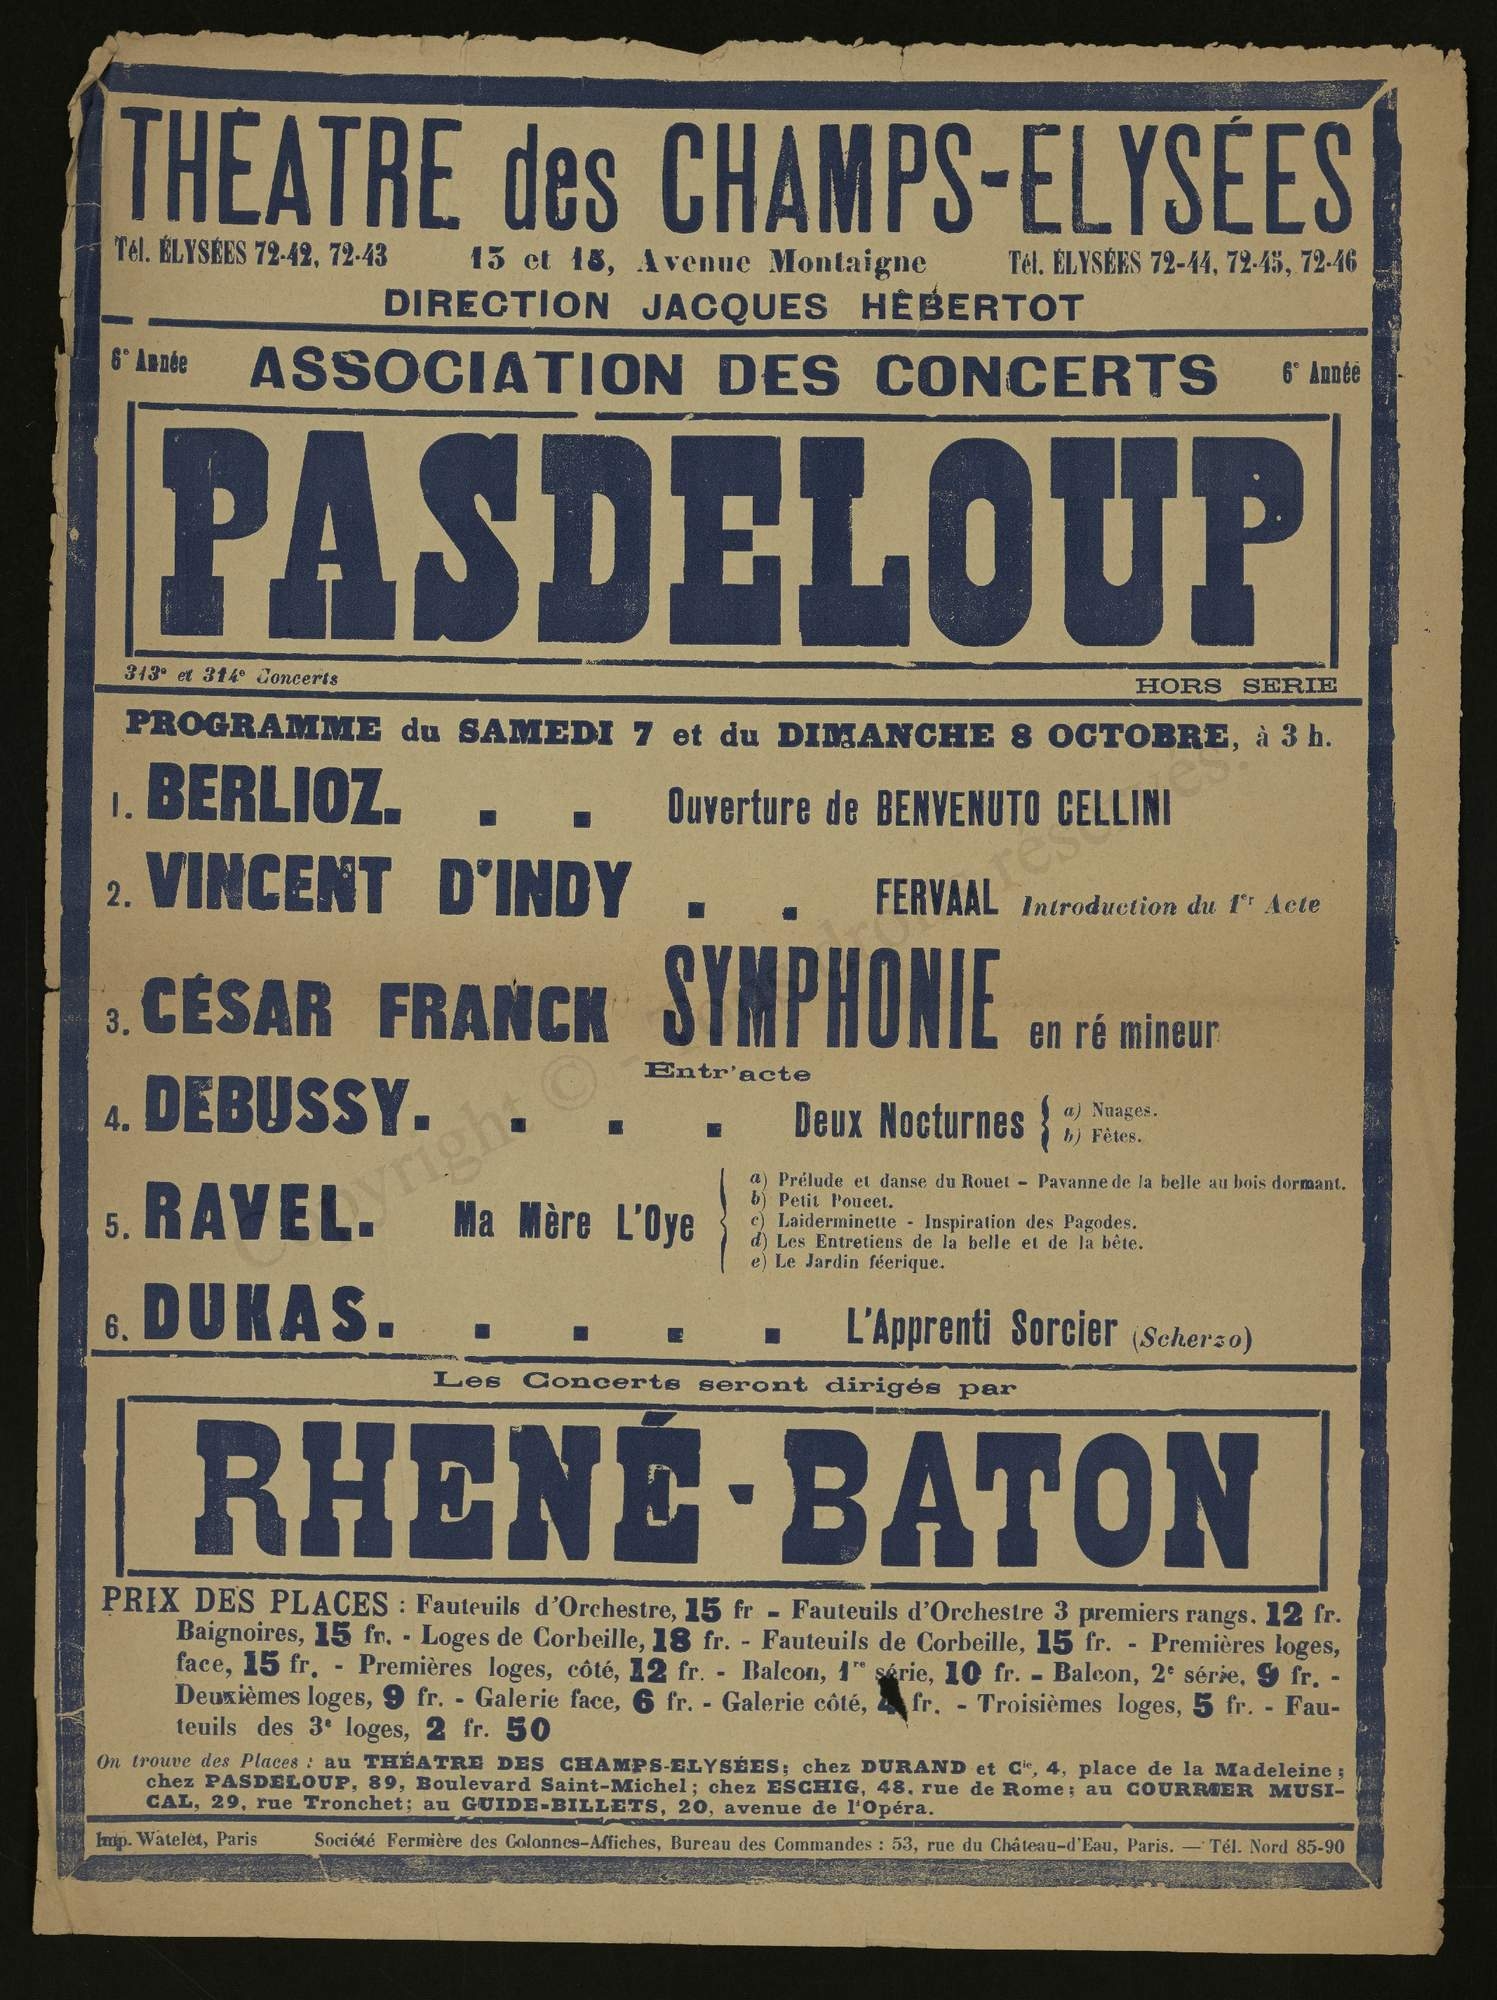 THÉATRE des CHAMPS-ELYSÉES
Tél. ÉLYSÉES 72-42, 72-43 13 et 15, Avenue Montaigne Tél. ÉLYSÉES 72-44, 72-45, 72-46
DIRECTION JACQUES HÉBERTOT
6e Année ASSOCIATION DES CONCERTS 6e Année
PASDELOUP
313e et 314e Concerts HORS SERIE
PROGRAMME du SAMEDI 7 et du DIMANCHE 8 OCTOBRE, à 3 h.
1. BERLIOZ. . . Ouverture de BENVENUTO CELLINI
2. VINCENT D'INDY . . FERVAAL Introduction du 1er Acte
3. CÉSAR FRANCK SYMPHONIE en ré mineur
Entr'acte
4. DEBUSSY. . . . Deux Nocturnes { a) Nuages.
b) Fêtes.
5. RAVEL. Ma Mère L'Oye { a) Prélude et danse du Rouet - Pavanne de la belle au bois dormant.
b) Petit Poucet.
c) Laiderminette - Inspiration des Pagodes.
d) Les Entretiens de la belle et de la bête.
e) Le Jardin féerique.
6. DUKAS. . . . . L'Apprenti Sorcier (Scherzo)
Les Concerts seront dirigés par
RHENÉ-BATON
PRIX DES PLACES : Fauteuils d'Orchestre, 15 fr - Fauteuils d'Orchestre 3 premiers rangs. 12 fr.
Baignoires, 15 fr. - Loges de Corbeille, 18 fr. - Fauteuils de Corbeille, 15 fr. - Premières loges,
face, 15 fr. - Premières loges, côté, 12 fr. - Balcon, 1re série, 10 fr. - Balcon, 2e série, 9 fr. -
Deuxièmes loges, 9 fr. - Galerie face, 6 fr. - Galerie côté, 4 fr. - Troisièmes loges, 5 fr. - Fau-
teuils des 3e loges, 2 fr. 50
On trouve des Places : au THÉATRE DES CHAMPS-ELYSÉES; chez DURAND et Cie, 4, place de la Madeleine;
chez PASDELOUP, 89, Boulevard Saint-Michel; chez ESCHIG, 48, rue de Rome; au COURRIER MUSI-
CAL, 29, rue Tronchet; au GUIDE-BILLETS, 20, avenue de l'Opéra.
Imp. Watelet, Paris Société Fermière des Colonnes-Affiches, Bureau des Commandes : 53, rue du Château-d'Eau, Paris. — Tél. Nord 85-90
Copyright © - Tous droits réservés.